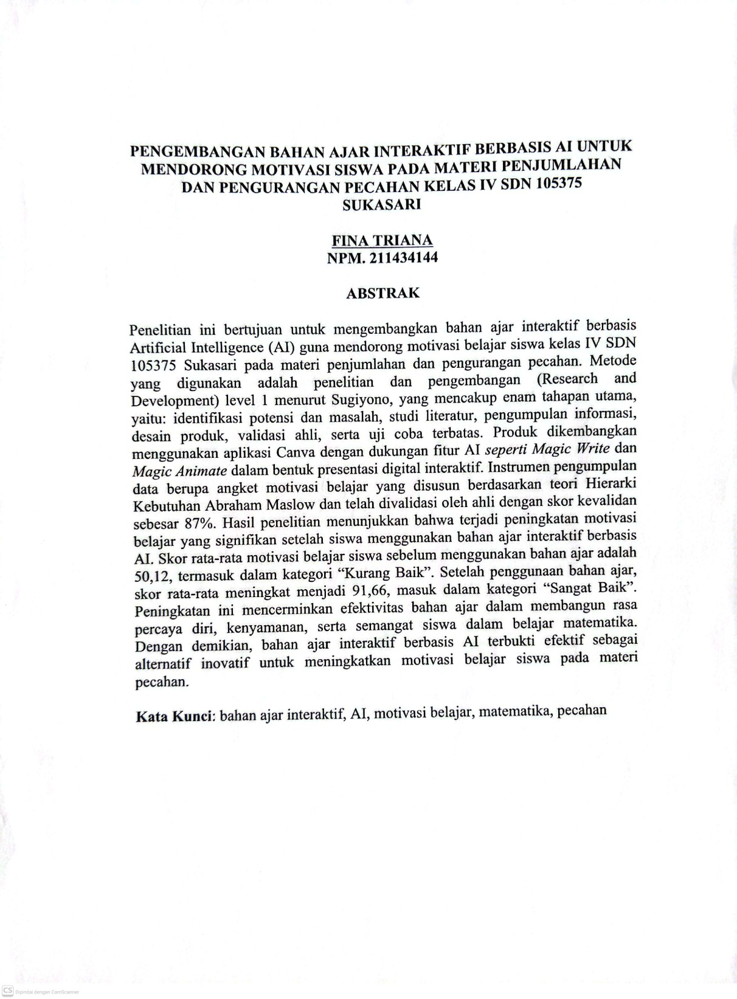 PENGEMBANGAN BAHAN AJAR INTERAKTIF BERBASIS AI UNTUK
MENDORONG MOTIVASI SISWA PADA MATERI PENJUMLAHAN
DAN PENGURANGAN PECAHAN KELAS IV SDN 105375
SUKASARI
FINA TRIANA
NPM. 211434144
ABSTRAK
Penelitian ini bertujuan untuk mengembangkan bahan ajar interaktif berbasis
Artificial Intelligence (AI) guna mendorong motivasi belajar siswa kelas IV SDN
105375 Sukasari pada materi penjumlahan dan pengurangan pecahan. Metode
yang digunakan adalah penelitian dan pengembangan (Research and
Development) level 1 menurut Sugiyono, yang mencakup enam tahapan utama,
yaitu: identifikasi potensi dan masalah, studi literatur, pengumpulan informasi,
desain produk, validasi ahli, serta uji coba terbatas. Produk dikembangkan
menggunakan aplikasi Canva dengan dukungan fitur AI seperti Magic Write dan
Magic Animate dalam bentuk presentasi digital interaktif. Instrumen pengumpulan
data berupa angket motivasi belajar yang disusun berdasarkan teori Hierarki
Kebutuhan Abraham Maslow dan telah divalidasi oleh ahli dengan skor kevalidan
sebesar 87%. Hasil penelitian menunjukkan bahwa terjadi peningkatan motivasi
belajar yang signifikan setelah siswa menggunakan bahan ajar interaktif berbasis
AI. Skor rata-rata motivasi belajar siswa sebelum menggunakan bahan ajar adalah
50,12, termasuk dalam kategori “Kurang Baik”. Setelah penggunaan bahan ajar,
skor rata-rata meningkat menjadi 91,66, masuk dalam kategori “Sangat Baik”.
Peningkatan ini mencerminkan efektivitas bahan ajar dalam membangun rasa
percaya diri, kenyamanan, serta semangat siswa dalam belajar matematika.
Dengan demikian, bahan ajar interaktif berbasis AI terbukti efektif sebagai
alternatif inovatif untuk meningkatkan motivasi belajar siswa pada materi
pecahan.
Kata Kunci: bahan ajar interaktif, AI, motivasi belajar, matematika, pecahan
CS Dipindai dengan CamScanner